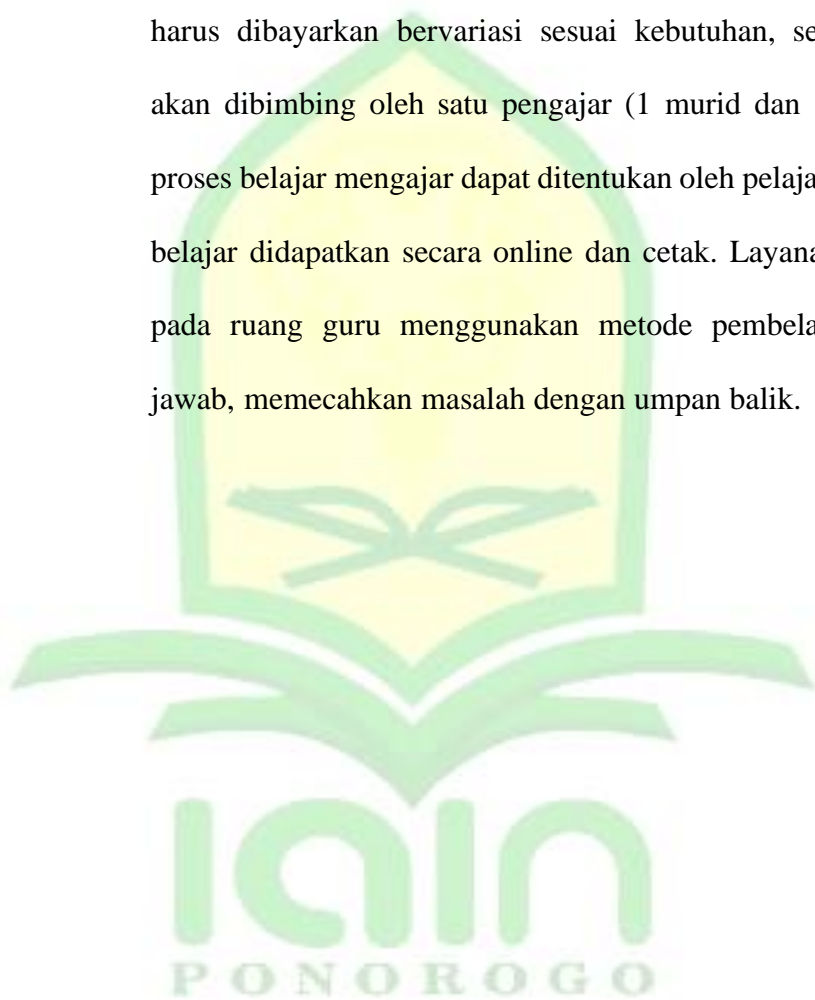 harus dibayarkan bervariasi sesuai kebutuhan, se
akan dibimbing oleh satu pengajar (1 murid dan
proses belajar mengajar dapat ditentukan oleh pelaja
belajar didapatkan secara online dan cetak. Layana
pada ruang guru menggunakan metode pembela
jawab, memecahkan masalah dengan umpan balik.
iain
PONOROGO